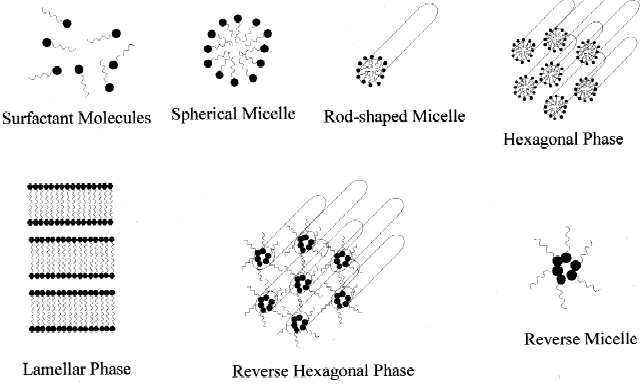 Surfactant Molecules
Spherical Micelle
Rod-shaped Micelle
Hexagonal Phase
Lamellar Phase
Reverse Hexagonal Phase
Reverse Micelle